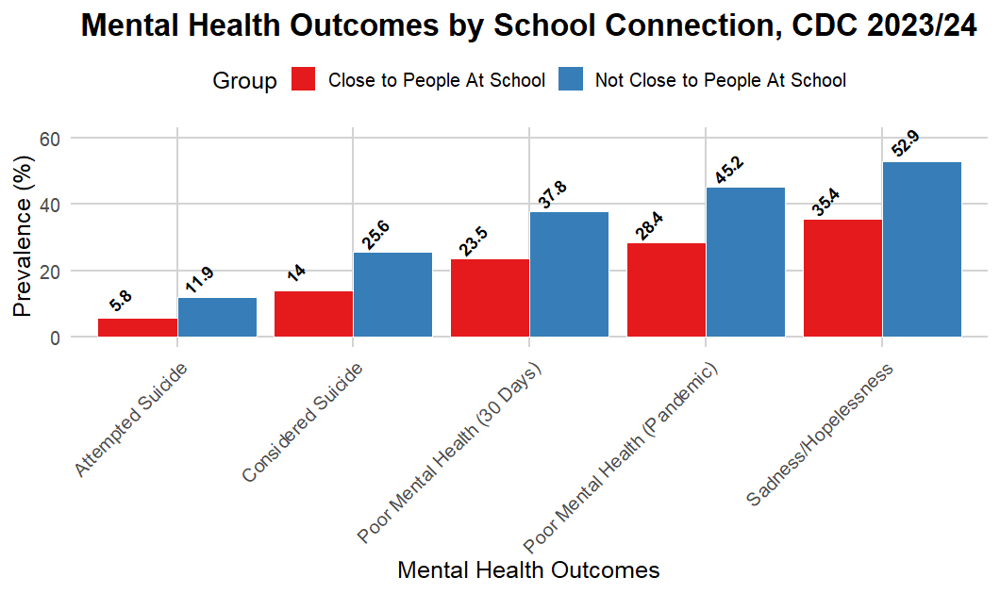 Mental Health Outcomes by School Connection, CDC 2023/24
Group Close to People At School Not Close to People At School
Prevalence (%)
60
40
20
0
5.8
11.9
14
25.6
23.5
37.8
28.4
45.2
35.4
52.9
Attempted Suicide
Considered Suicide
Poor Mental Health (30 Days)
Poor Mental Health (Pandemic)
Sadness/Hopelessness
Mental Health Outcomes